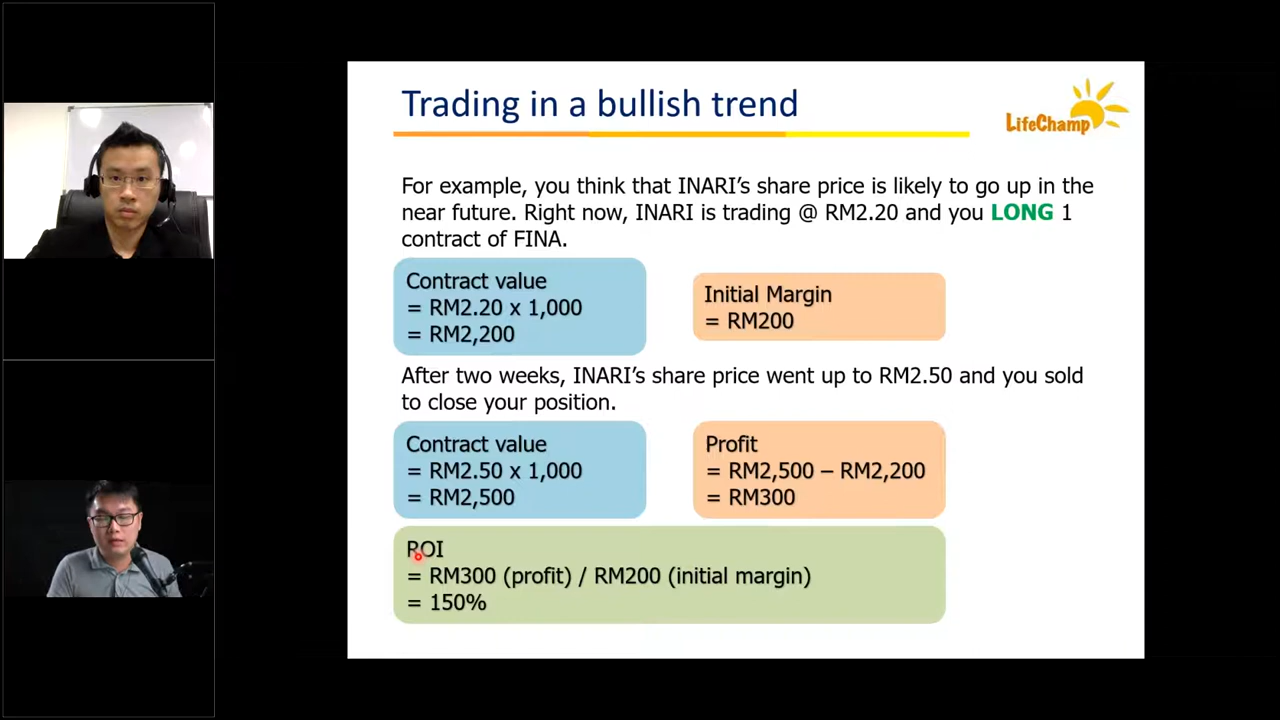 Trading in a bullish trend
LifeChamp
For example, you think that INARI’s share price is likely to go up in the
near future. Right now, INARI is trading @ RM2.20 and you LONG 1
contract of FINA.
Contract value
= RM2.20 x 1,000
= RM2,200
Initial Margin
= RM200
After two weeks, INARI’s share price went up to RM2.50 and you sold
to close your position.
Contract value
= RM2.50 x 1,000
= RM2,500
Profit
= RM2,500 – RM2,200
= RM300
ROI
= RM300 (profit) / RM200 (initial margin)
= 150%